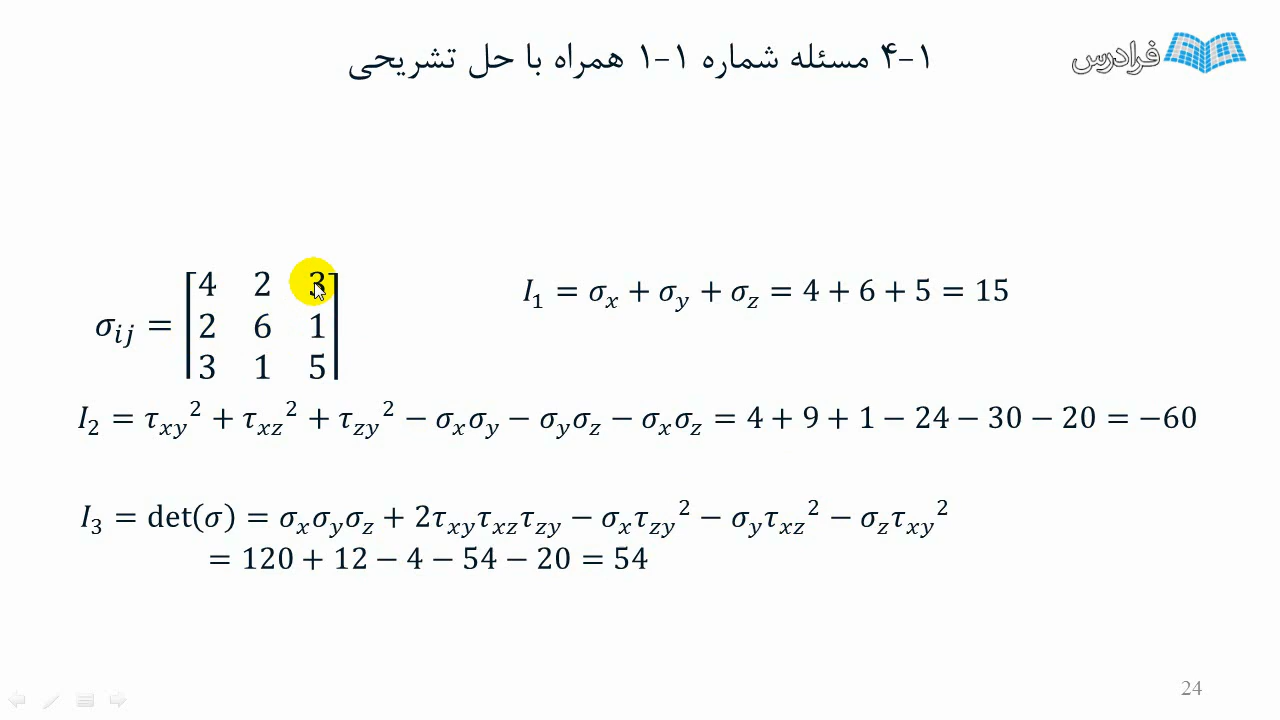 فرادرس
۴-۱ مسئله شماره ۱-۱ همراه با حل تشریحی
σij = [4 2 3
2 6 1
3 1 5]
I₁ = σx + σy + σz = 4 + 6 + 5 = 15
I₂ = τxy² + τxz² + τzy² − σxσy − σyσz − σxσz = 4 + 9 + 1 − 24 − 30 − 20 = −60
I₃ = det(σ) = σxσyσz + 2τxyτxzτzy − σxτzy² − σyτxz² − σzτxy²
= 120 + 12 − 4 − 54 − 20 = 54
24